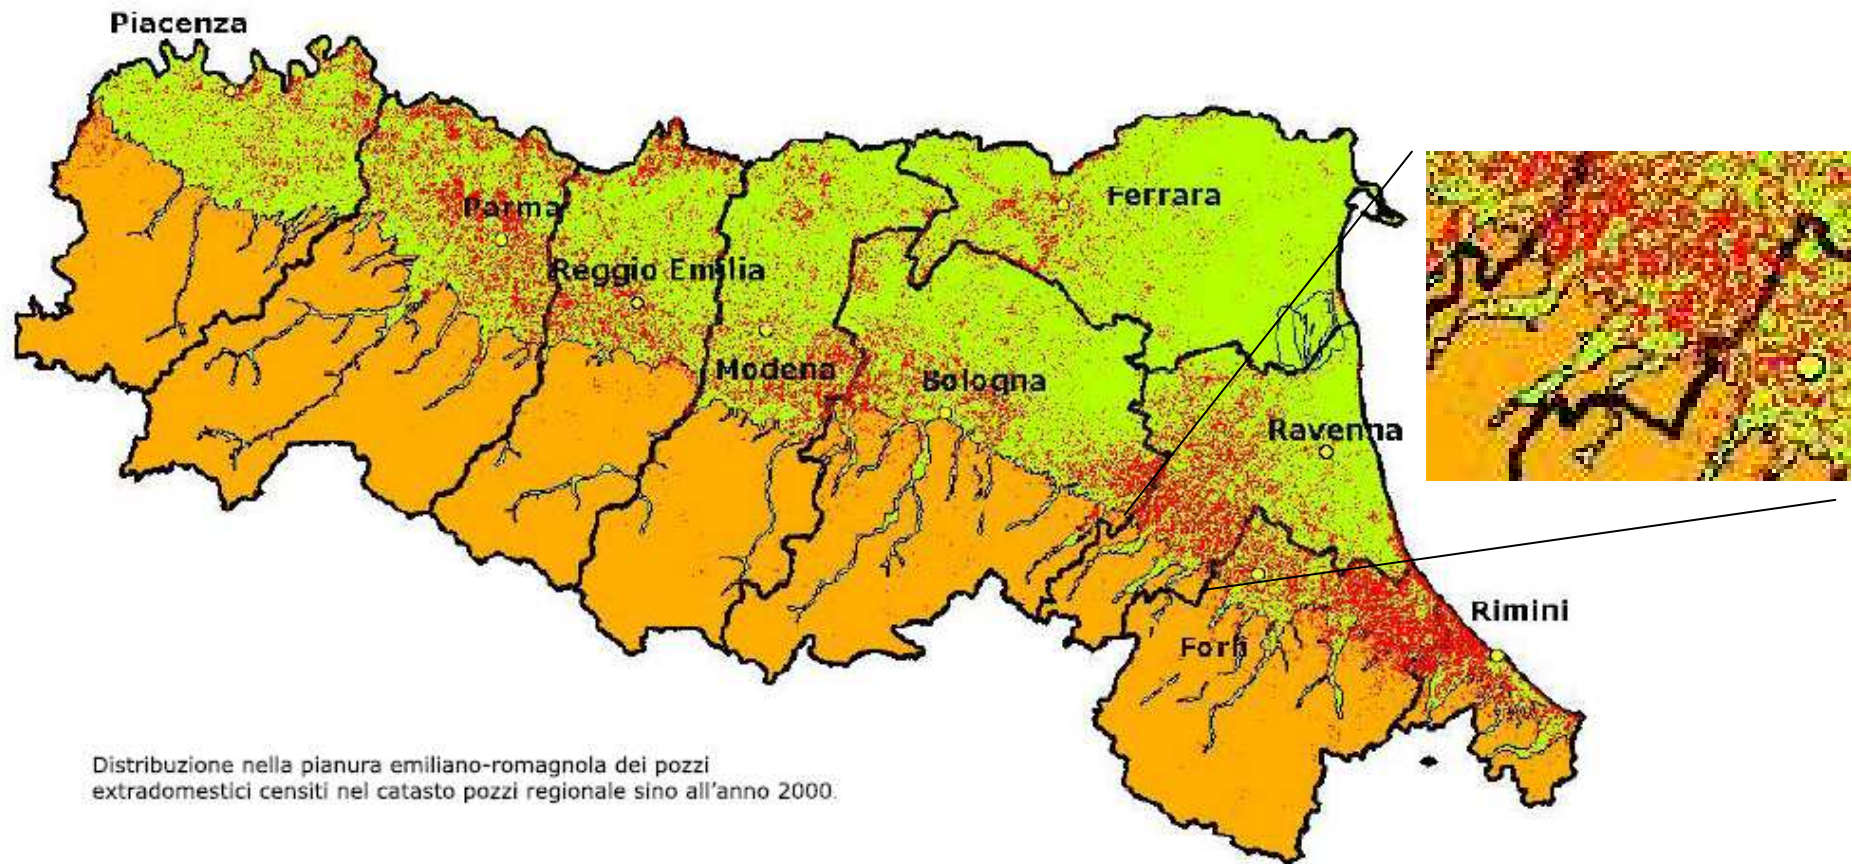 Piacenza
Ferrara
Parma
Reggio Emilia
Modena
Bologna
Ravenna
Rimini
Forlì
Distribuzione nella pianura emiliano-romagnola dei pozzi
extradomestici censiti nel catasto pozzi regionale sino all'anno 2000.